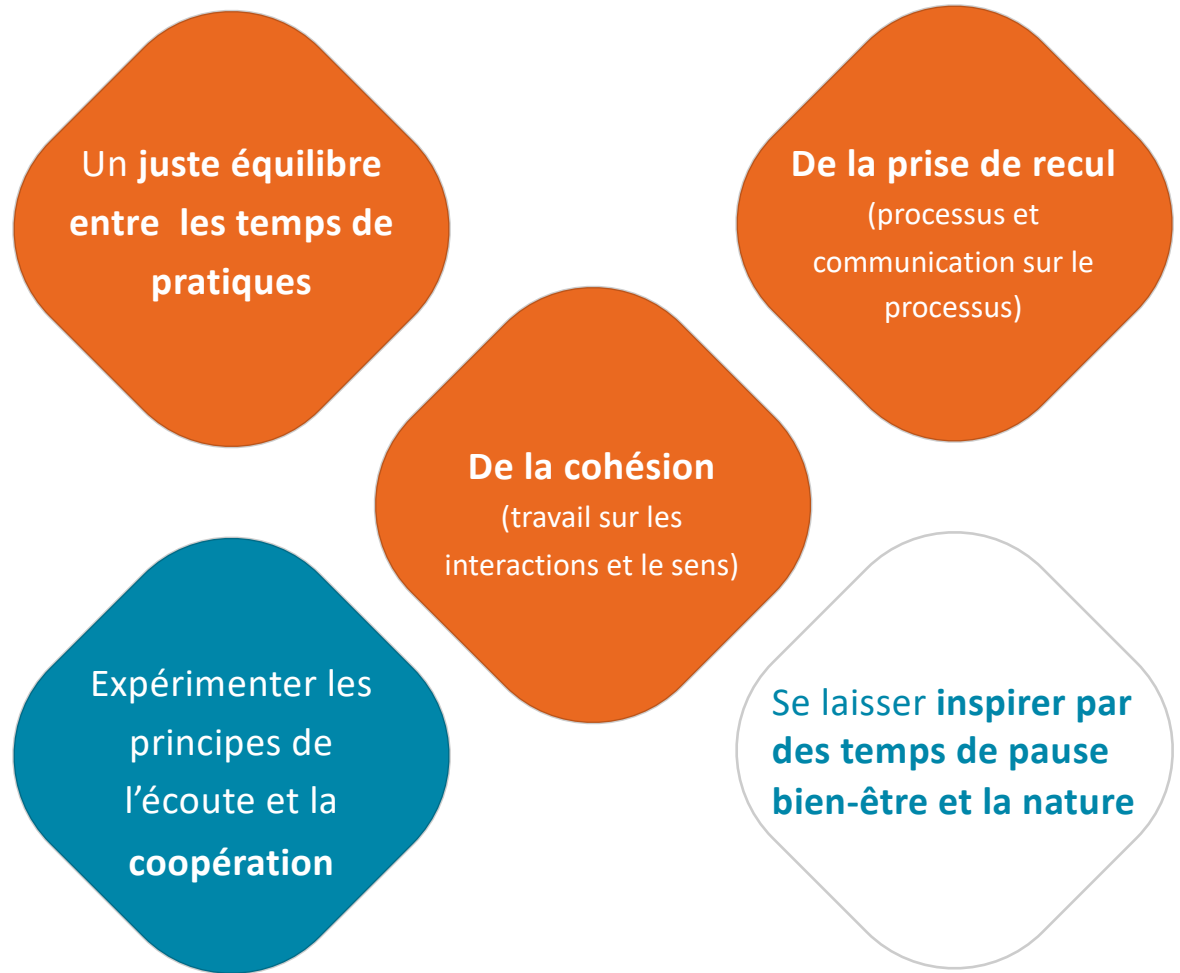 Un juste équilibre
entre les temps de
pratiques
De la prise de recul
(processus et
communication sur le
processus)
De la cohésion
(travail sur les
interactions et le sens)
Expérimenter les
principes de
l’écoute et la
coopération
Se laisser inspirer par
des temps de pause
bien-être et la nature